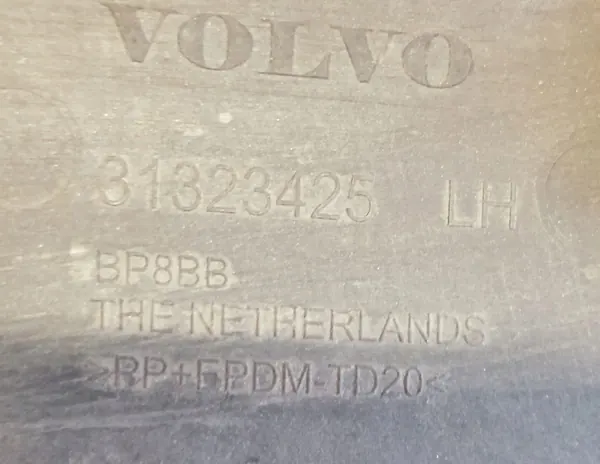 VOLVO
31323425 LH
BP8BB
THE NETHERLANDS
>PP+EPDM-TD20<